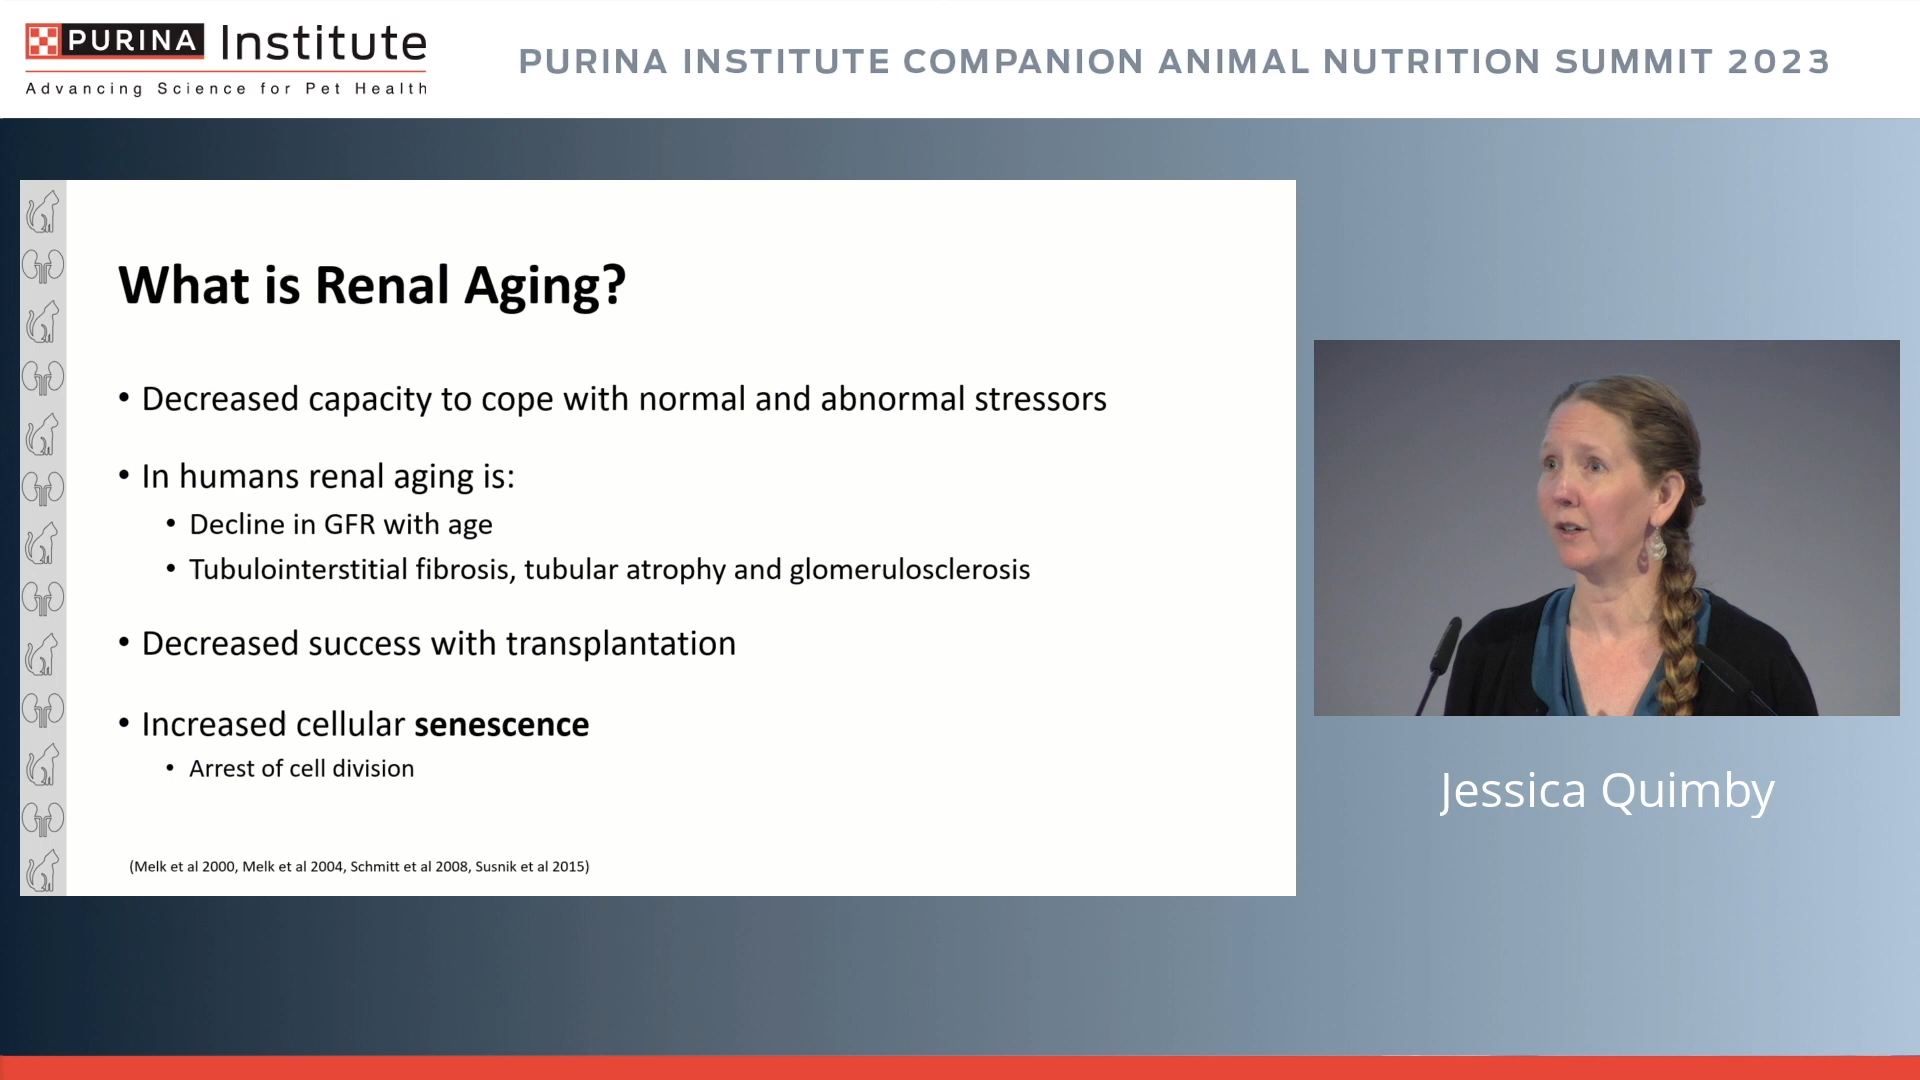 PURINA Institute
Advancing Science for Pet Health
PURINA INSTITUTE COMPANION ANIMAL NUTRITION SUMMIT 2023
What is Renal Aging?
• Decreased capacity to cope with normal and abnormal stressors
• In humans renal aging is:
• Decline in GFR with age
• Tubulointerstitial fibrosis, tubular atrophy and glomerulosclerosis
• Decreased success with transplantation
• Increased cellular senescence
• Arrest of cell division
(Melk et al 2000, Melk et al 2004, Schmitt et al 2008, Susnik et al 2015)
Jessica Quimby